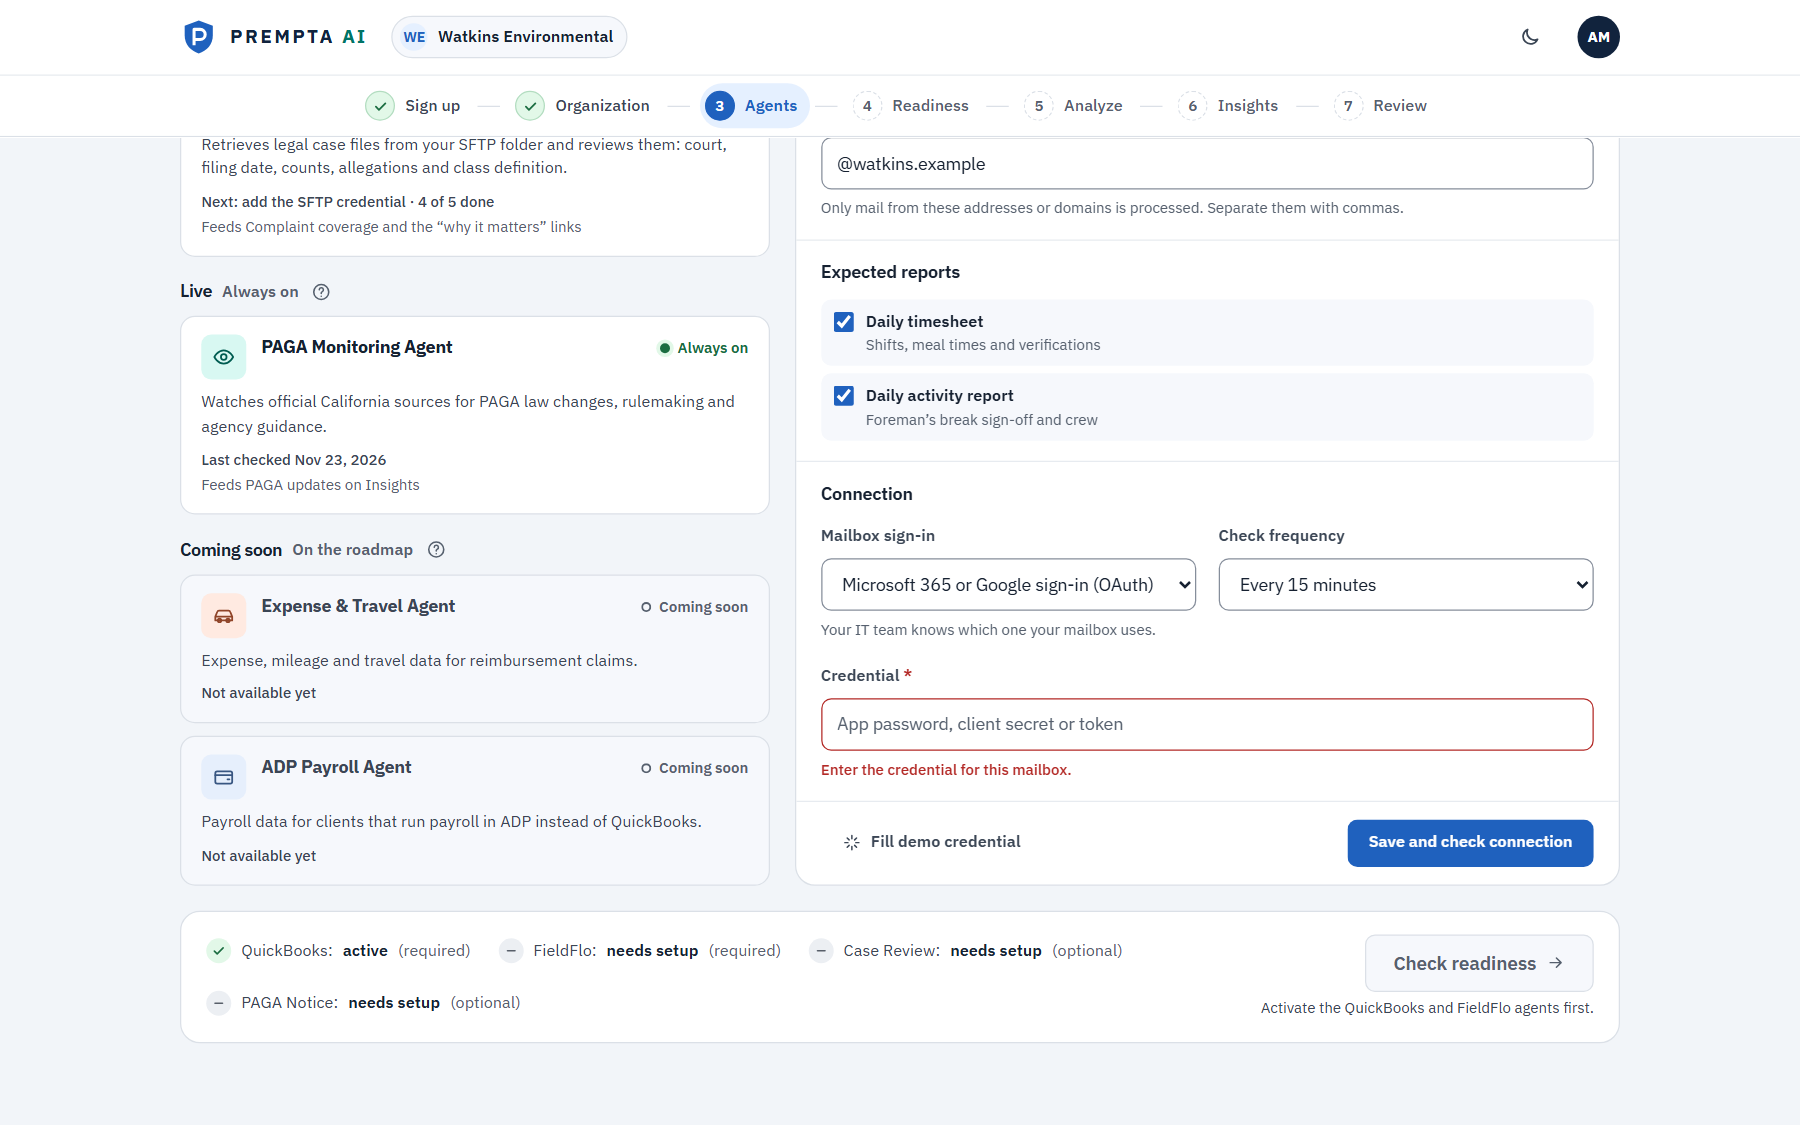 PREMPTA AI
WE Watkins Environmental
AM
Sign up
Organization
3 Agents
4 Readiness
5 Analyze
6 Insights
7 Review
Retrieves legal case files from your SFTP folder and reviews them: court,
filing date, counts, allegations and class definition.
Next: add the SFTP credential · 4 of 5 done
Feeds Complaint coverage and the “why it matters” links
Live Always on
PAGA Monitoring Agent
Always on
Watches official California sources for PAGA law changes, rulemaking and
agency guidance.
Last checked Nov 23, 2026
Feeds PAGA updates on Insights
Coming soon On the roadmap
Expense & Travel Agent
Coming soon
Expense, mileage and travel data for reimbursement claims.
Not available yet
ADP Payroll Agent
Coming soon
Payroll data for clients that run payroll in ADP instead of QuickBooks.
Not available yet
@watkins.example
Only mail from these addresses or domains is processed. Separate them with commas.
Expected reports
Daily timesheet
Shifts, meal times and verifications
Daily activity report
Foreman’s break sign-off and crew
Connection
Mailbox sign-in
Microsoft 365 or Google sign-in (OAuth)
Your IT team knows which one your mailbox uses.
Check frequency
Every 15 minutes
Credential *
App password, client secret or token
Enter the credential for this mailbox.
Fill demo credential
Save and check connection
QuickBooks: active (required)
FieldFlo: needs setup (required)
Case Review: needs setup (optional)
PAGA Notice: needs setup (optional)
Check readiness →
Activate the QuickBooks and FieldFlo agents first.